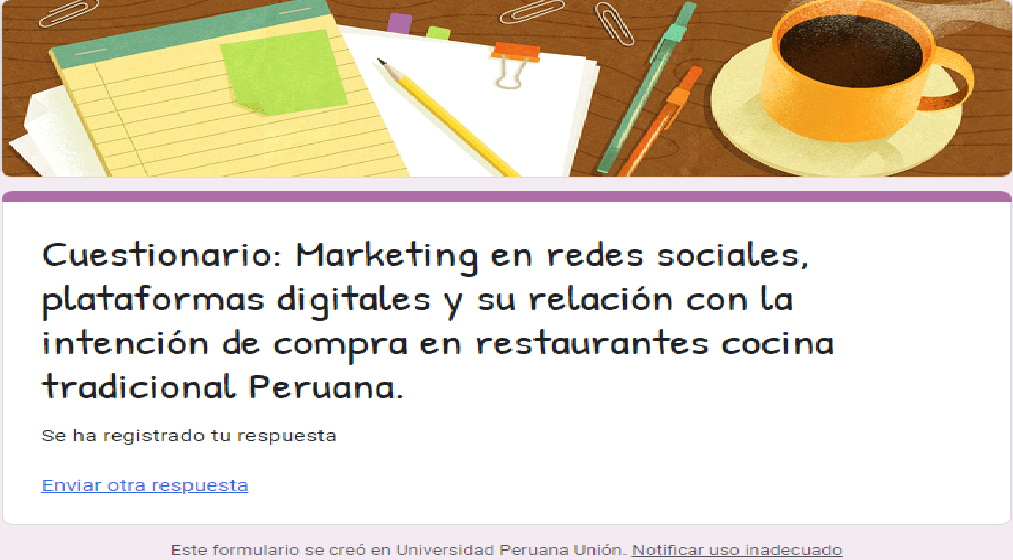 Cuestionario: Marketing en redes sociales,
plataformas digitales y su relación con la
intención de compra en restaurantes cocina
tradicional Peruana.
Se ha registrado tu respuesta
Enviar otra respuesta
Este formulario se creó en Universidad Peruana Unión. Notificar uso inadecuado